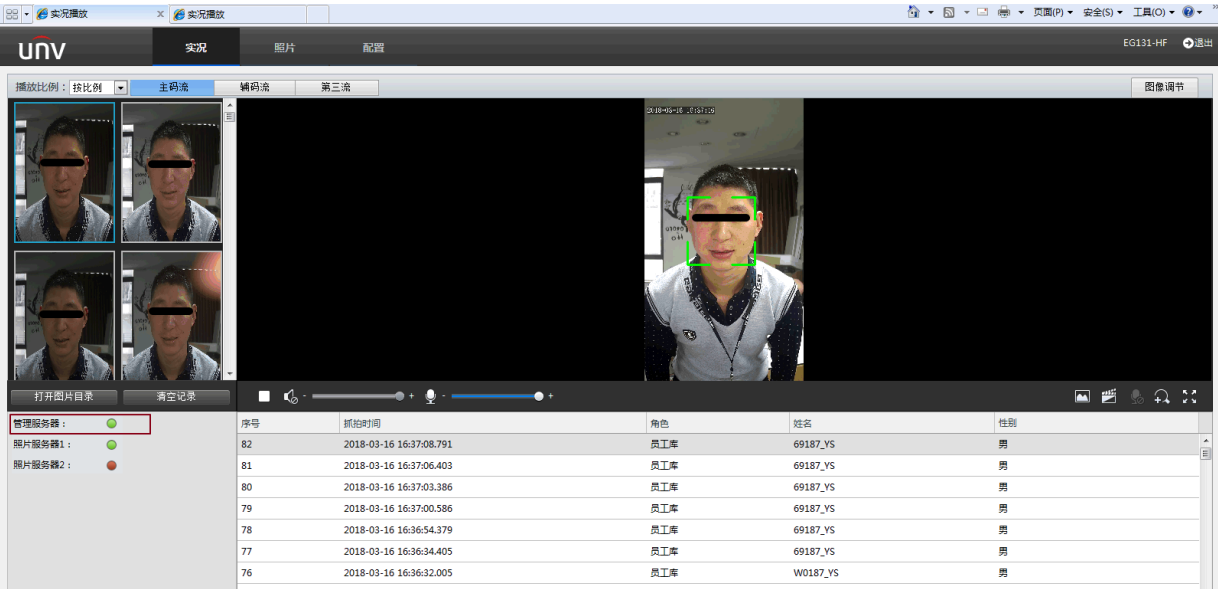 实况播放 x 实况播放
页面(P) 安全(S) 工具(O) »
unv 实况 照片 配置 EG131-HF 退出
播放比例： 按比例 主码流 辅码流 第三流 图像调节
2018-03-16 16:37:16
打开图片目录 清空记录 - + - +
管理服务器：
照片服务器1：
照片服务器2：
序号 抓拍时间 角色 姓名 性别
82 2018-03-16 16:37:08.791 员工库 69187_YS 男
81 2018-03-16 16:37:06.403 员工库 69187_YS 男
80 2018-03-16 16:37:03.386 员工库 69187_YS 男
79 2018-03-16 16:37:00.586 员工库 69187_YS 男
78 2018-03-16 16:36:54.379 员工库 69187_YS 男
77 2018-03-16 16:36:34.405 员工库 69187_YS 男
76 2018-03-16 16:36:32.005 员工库 W0187_YS 男